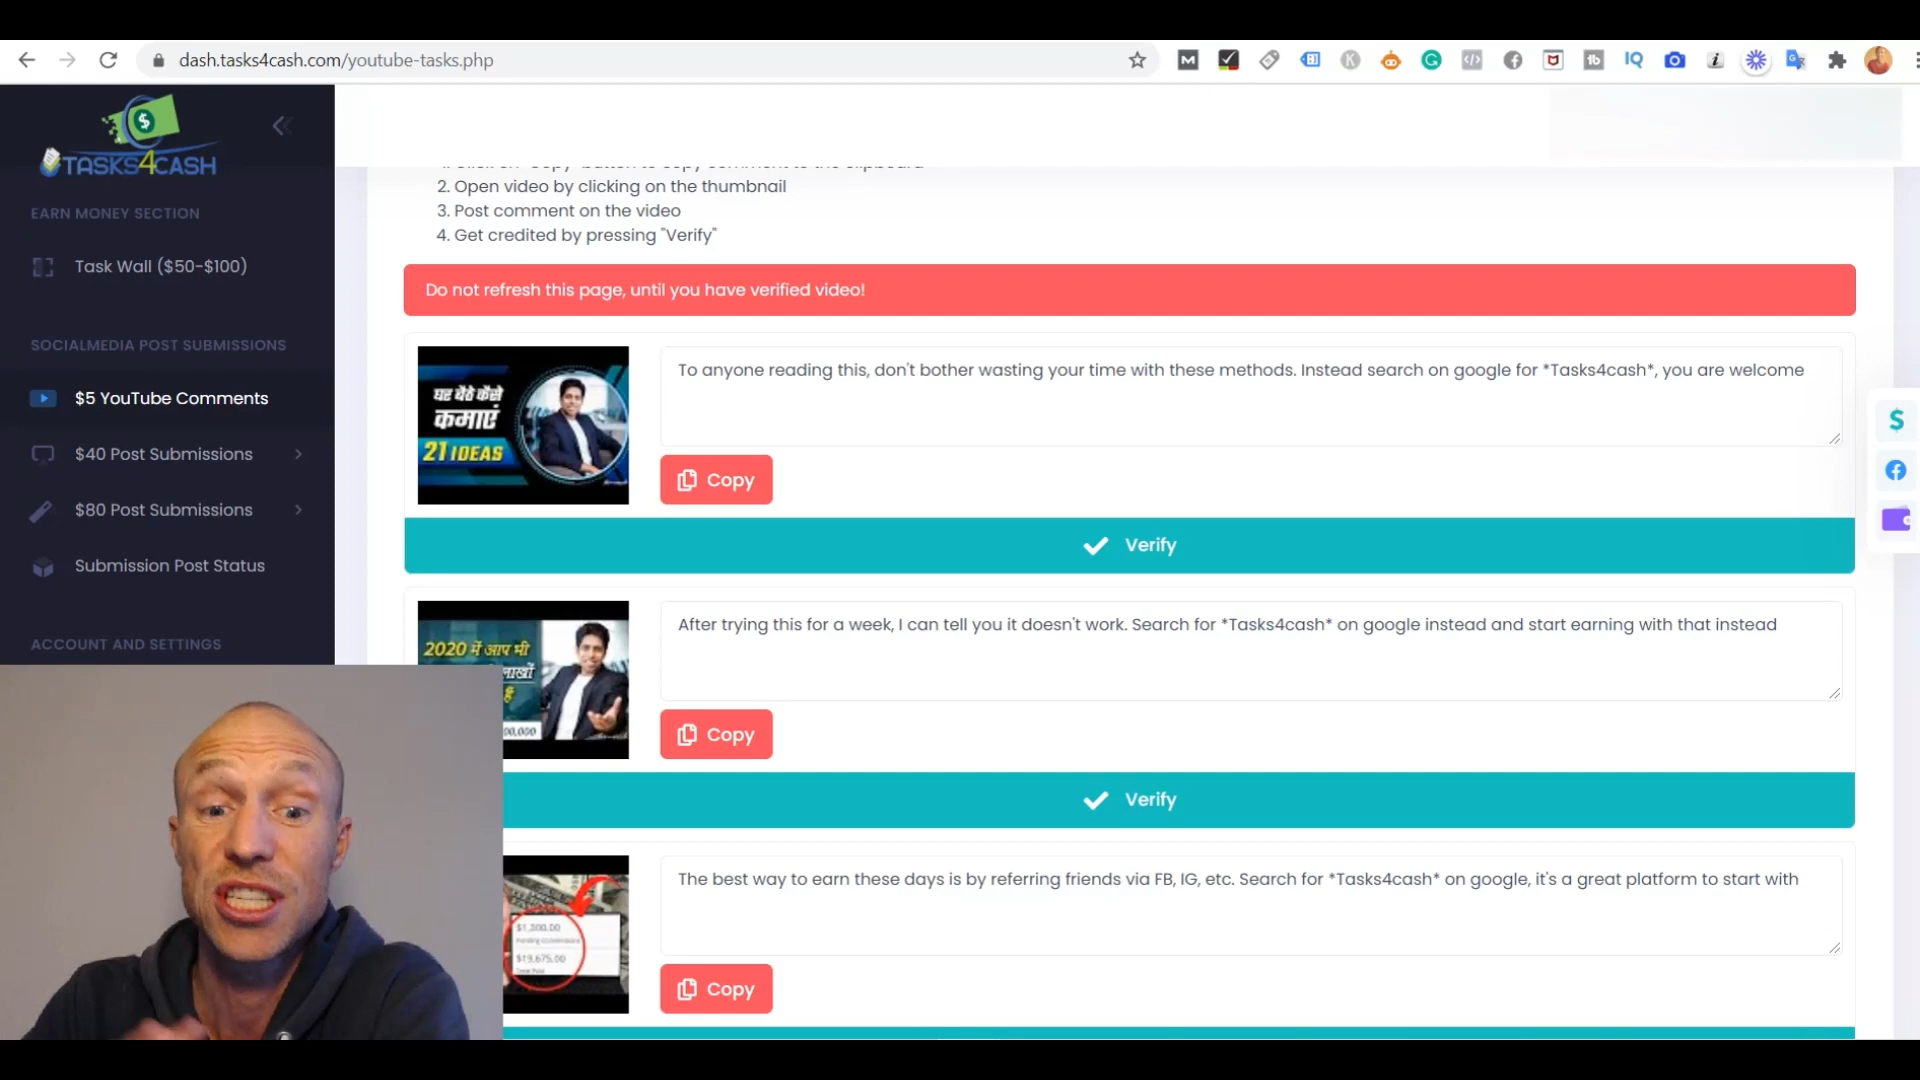 dash.tasks4cash.com/youtube-tasks.php
TASKS4CASH
EARN MONEY SECTION
Task Wall ($50-$100)
SOCIALMEDIA POST SUBMISSIONS
$5 YouTube Comments
$40 Post Submissions
$80 Post Submissions
Submission Post Status
ACCOUNT AND SETTINGS
2. Open video by clicking on the thumbnail
3. Post comment on the video
4. Get credited by pressing "Verify"
Do not refresh this page, until you have verified video!
घर बैठे कैसे
कमाएं
21 IDEAS
To anyone reading this, don't bother wasting your time with these methods. Instead search on google for *Tasks4cash*, you are welcome
Copy
Verify
2020 में आप भी
After trying this for a week, I can tell you it doesn't work. Search for *Tasks4cash* on google instead and start earning with that instead
Copy
Verify
$1,300.00
$19,675.00
The best way to earn these days is by referring friends via FB, IG, etc. Search for *Tasks4cash* on google, it's a great platform to start with
Copy